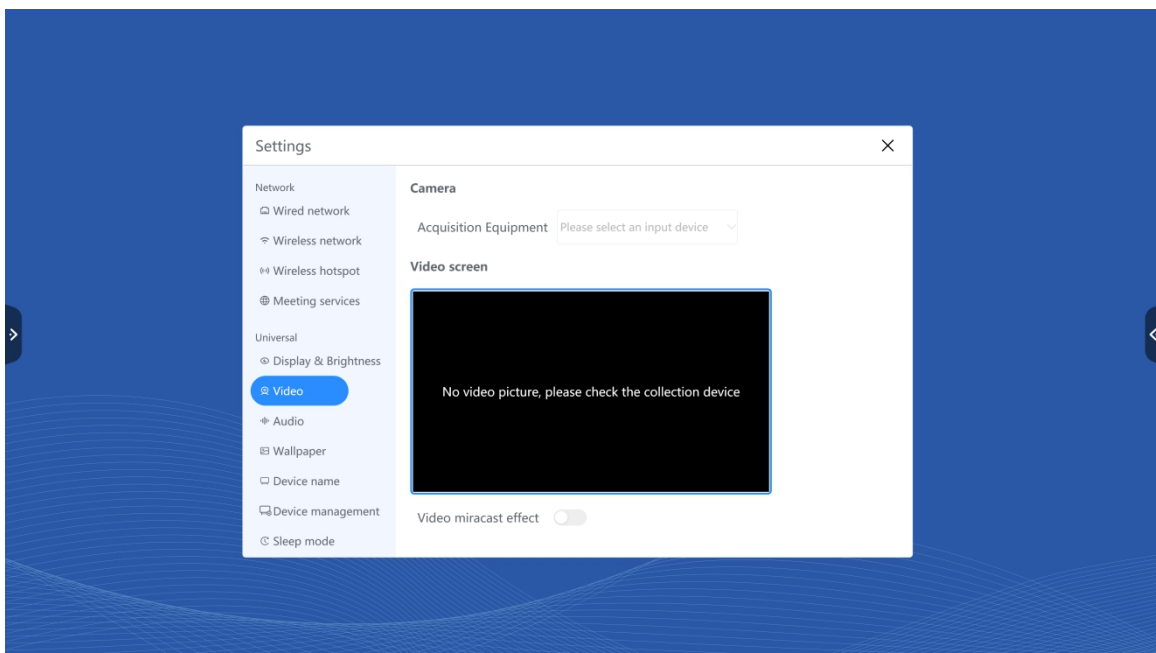 Settings
Network
Wired network
Wireless network
Wireless hotspot
Meeting services
Universal
Display & Brightness
Video
Audio
Wallpaper
Device name
Device management
Sleep mode
Camera
Acquisition Equipment Please select an input device
Video screen
No video picture, please check the collection device
Video miracast effect